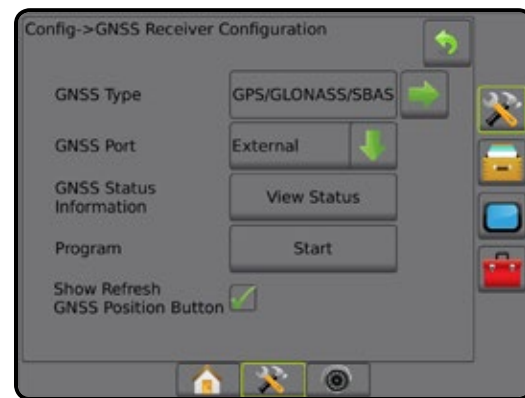 Config->GNSS Receiver Configuration
GNSS Type
GPS/GLONASS/SBAS
GNSS Port
External
GNSS Status
Information
View Status
Program
Start
Show Refresh
GNSS Position Button